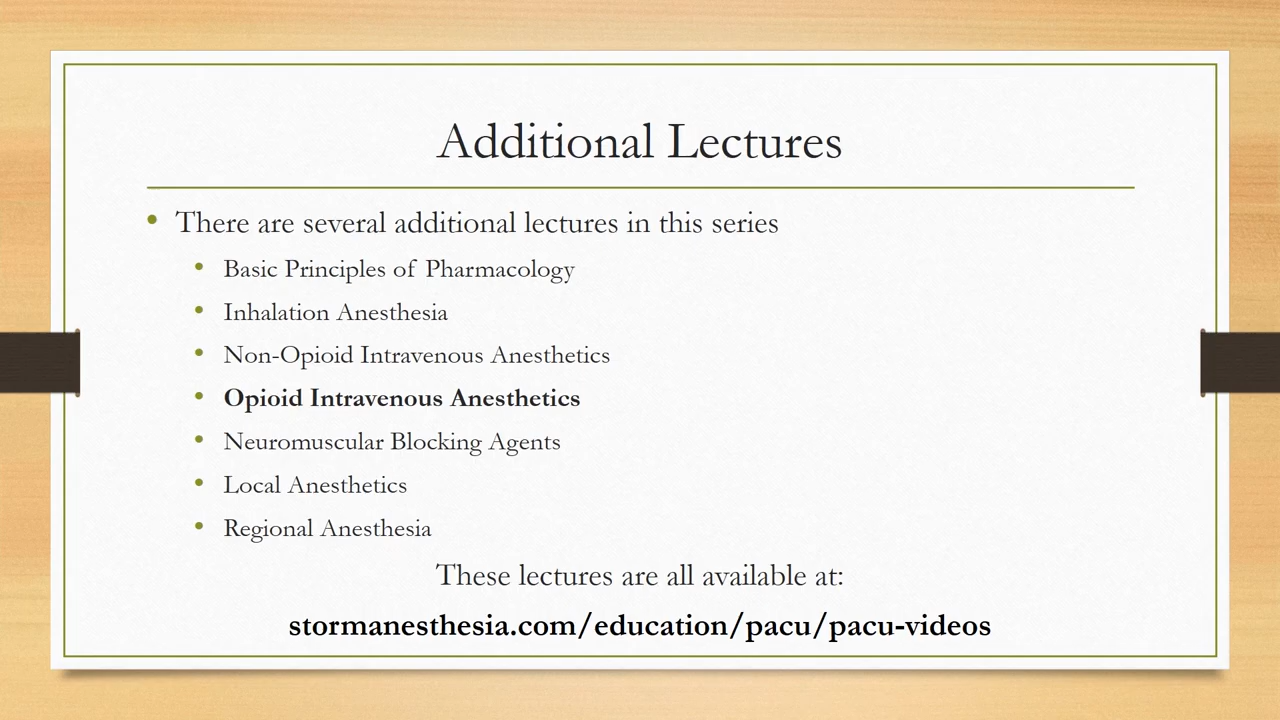 Additional Lectures
• There are several additional lectures in this series
• Basic Principles of Pharmacology
• Inhalation Anesthesia
• Non-Opioid Intravenous Anesthetics
• Opioid Intravenous Anesthetics
• Neuromuscular Blocking Agents
• Local Anesthetics
• Regional Anesthesia
These lectures are all available at:
stormanesthesia.com/education/pacu/pacu-videos